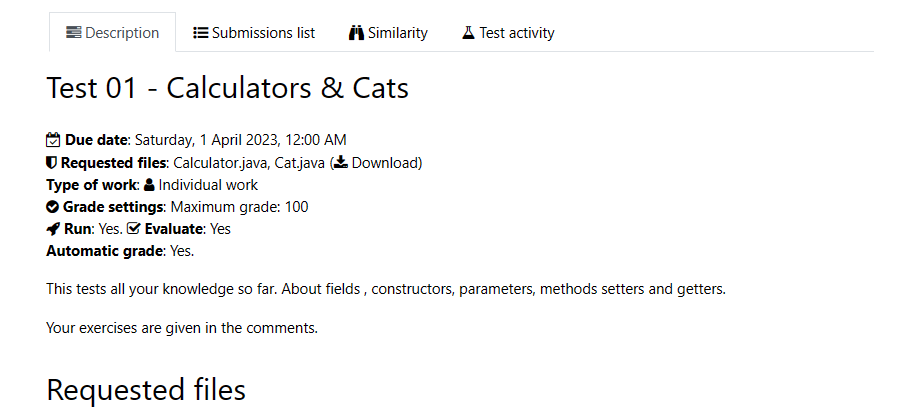 Description Submissions list Similarity Test activity
Test 01 - Calculators & Cats
Due date: Saturday, 1 April 2023, 12:00 AM
Requested files: Calculator.java, Cat.java (Download)
Type of work: Individual work
Grade settings: Maximum grade: 100
Run: Yes. Evaluate: Yes
Automatic grade: Yes.
This tests all your knowledge so far. About fields , constructors, parameters, methods setters and getters.
Your exercises are given in the comments.
Requested files